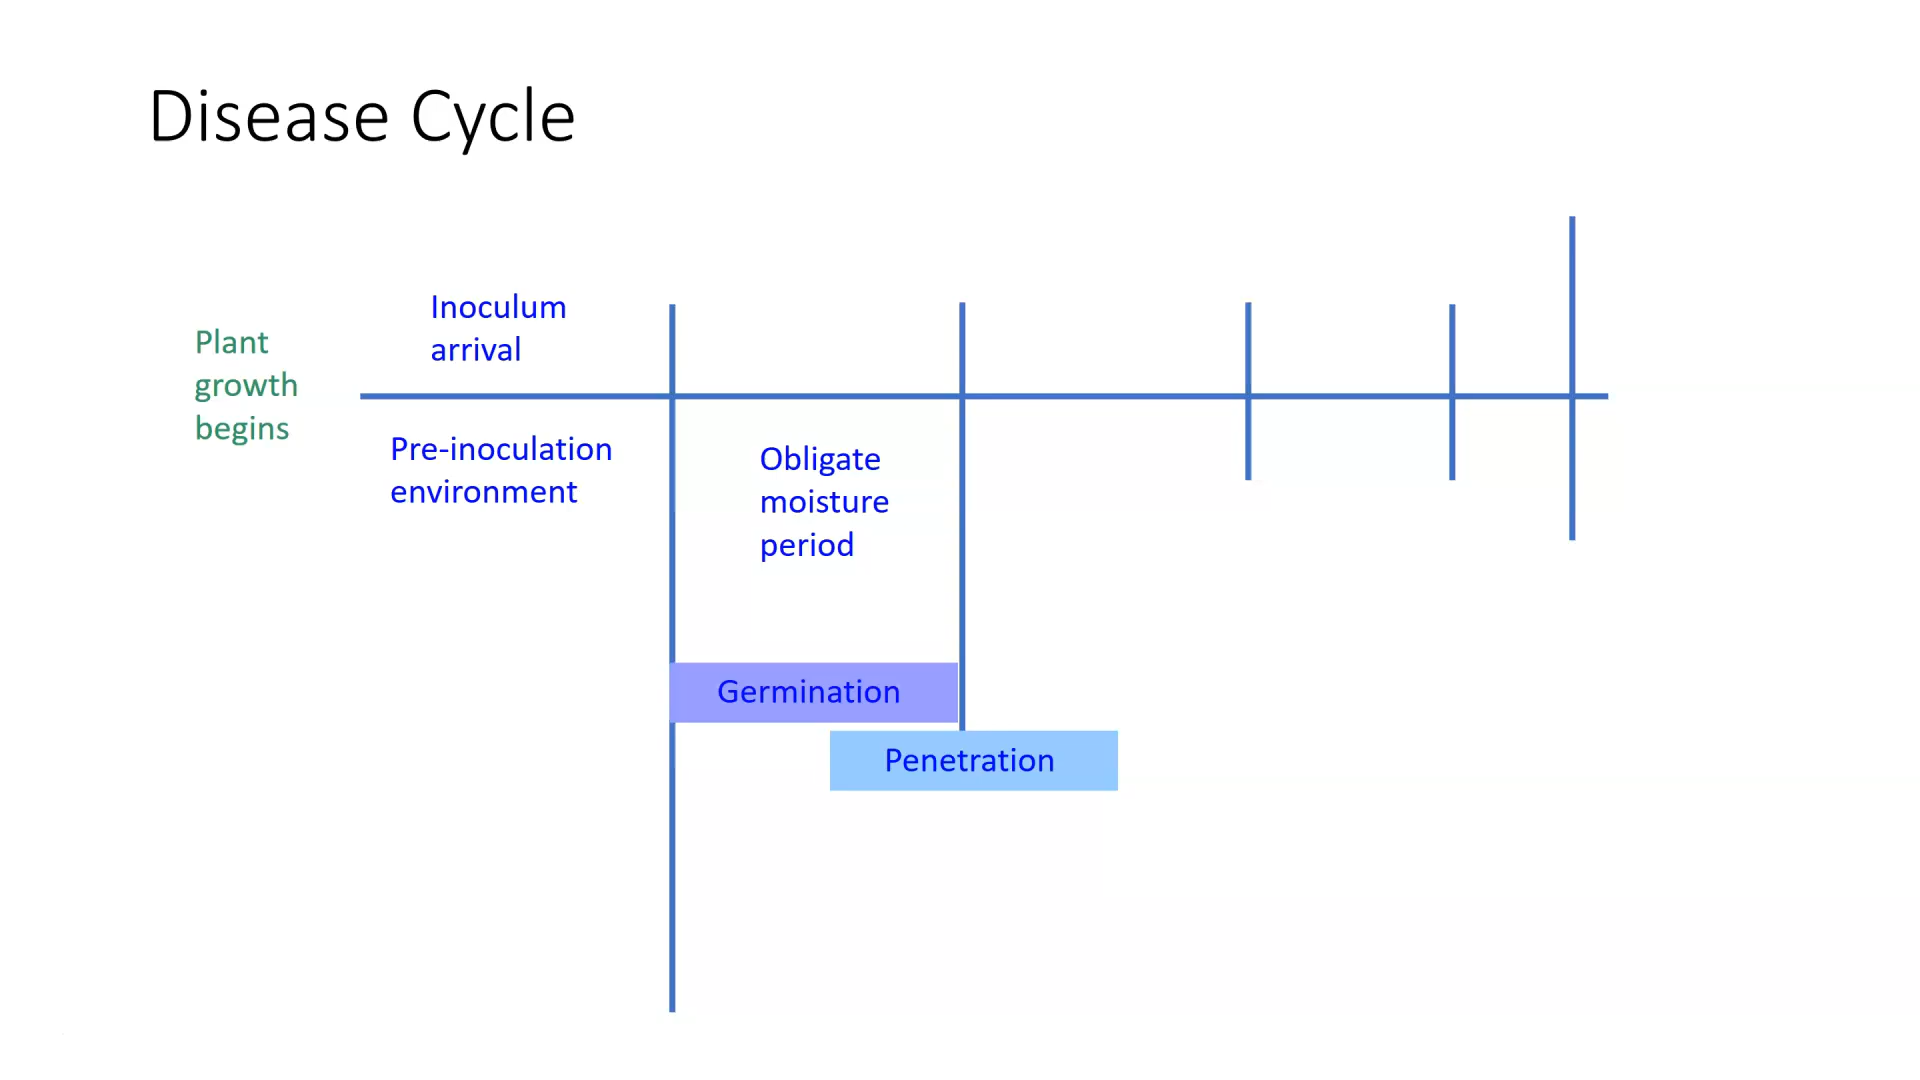 Disease Cycle
Inoculum
arrival
Plant
growth
begins
Pre-inoculation
environment
Obligate
moisture
period
Germination
Penetration